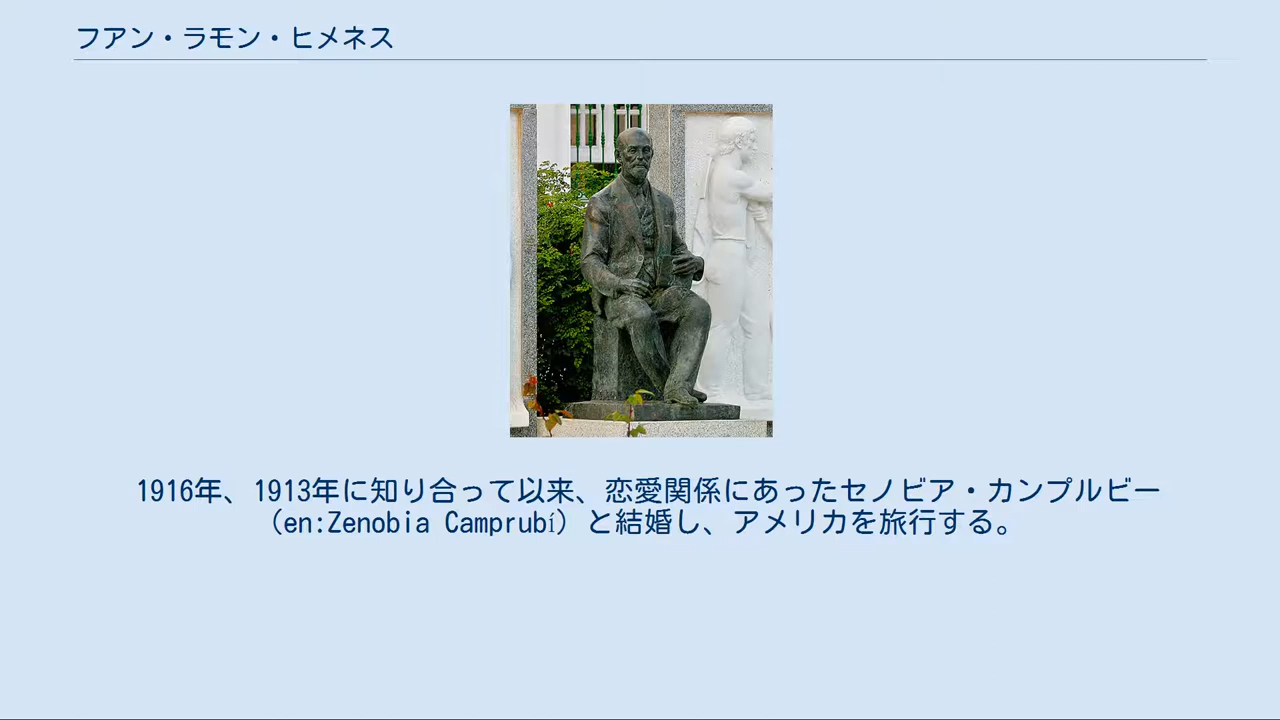 フアン・ラモン・ヒメネス
1916年、1913年に知り合って以来、恋愛関係にあったセノビア・カンプルビー
（en:Zenobia Camprubí）と結婚し、アメリカを旅行する。